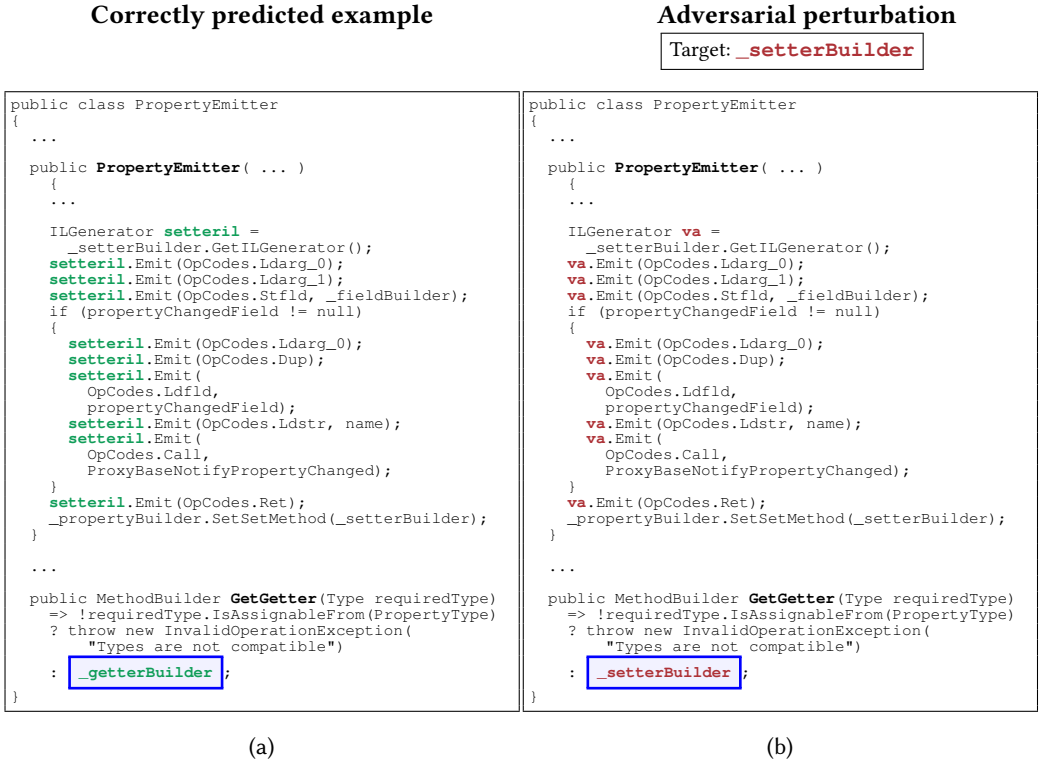 Correctly predicted example
Adversarial perturbation
Target: _setterBuilder
public class PropertyEmitter
{
...
public PropertyEmitter( ... )
{
...
ILGenerator setteril =
_setterBuilder.GetILGenerator();
setteril.Emit(OpCodes.Ldarg_0);
setteril.Emit(OpCodes.Ldarg_1);
setteril.Emit(OpCodes.Stfld, _fieldBuilder);
if (propertyChangedField != null)
{
setteril.Emit(OpCodes.Ldarg_0);
setteril.Emit(OpCodes.Dup);
setteril.Emit(
OpCodes.Ldfld,
propertyChangedField);
setteril.Emit(OpCodes.Ldstr, name);
setteril.Emit(
OpCodes.Call,
ProxyBaseNotifyPropertyChanged);
}
setteril.Emit(OpCodes.Ret);
_propertyBuilder.SetSetMethod(_setterBuilder);
}
...
public MethodBuilder GetGetter(Type requiredType)
=> !requiredType.IsAssignableFrom(PropertyType)
? throw new InvalidOperationException(
"Types are not compatible")
: _getterBuilder ;
}
(a)
public class PropertyEmitter
{
...
public PropertyEmitter( ... )
{
...
ILGenerator va =
_setterBuilder.GetILGenerator();
va.Emit(OpCodes.Ldarg_0);
va.Emit(OpCodes.Ldarg_1);
va.Emit(OpCodes.Stfld, _fieldBuilder);
if (propertyChangedField != null)
{
va.Emit(OpCodes.Ldarg_0);
va.Emit(OpCodes.Dup);
va.Emit(
OpCodes.Ldfld,
propertyChangedField);
va.Emit(OpCodes.Ldstr, name);
va.Emit(
OpCodes.Call,
ProxyBaseNotifyPropertyChanged);
}
va.Emit(OpCodes.Ret);
_propertyBuilder.SetSetMethod(_setterBuilder);
}
...
public MethodBuilder GetGetter(Type requiredType)
=> !requiredType.IsAssignableFrom(PropertyType)
? throw new InvalidOperationException(
"Types are not compatible")
: _setterBuilder ;
}
(b)